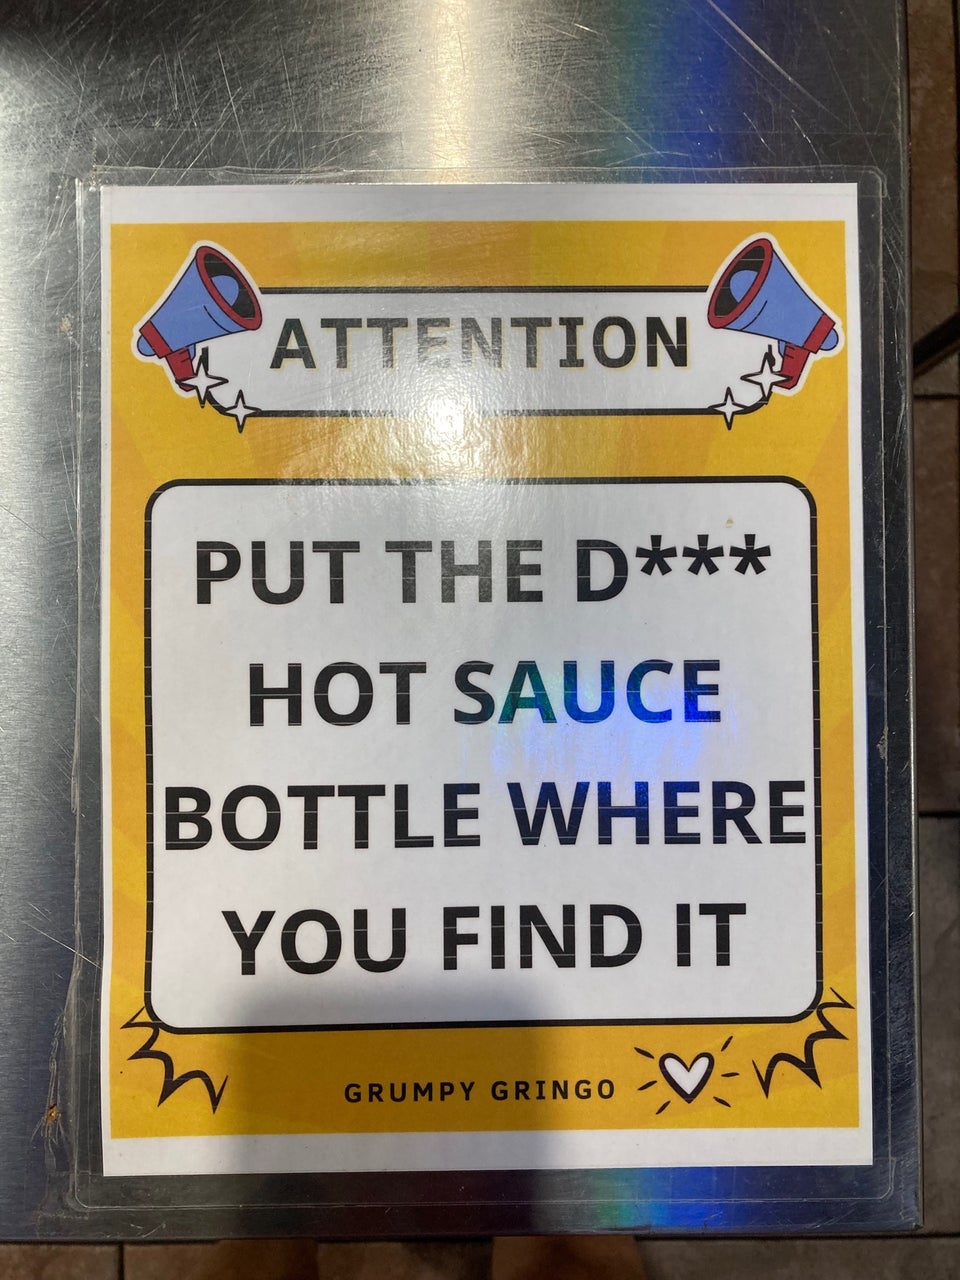 ATTENTION
PUT THE D***
HOT SAUCE
BOTTLE WHERE
YOU FIND IT
GRUMPY GRINGO